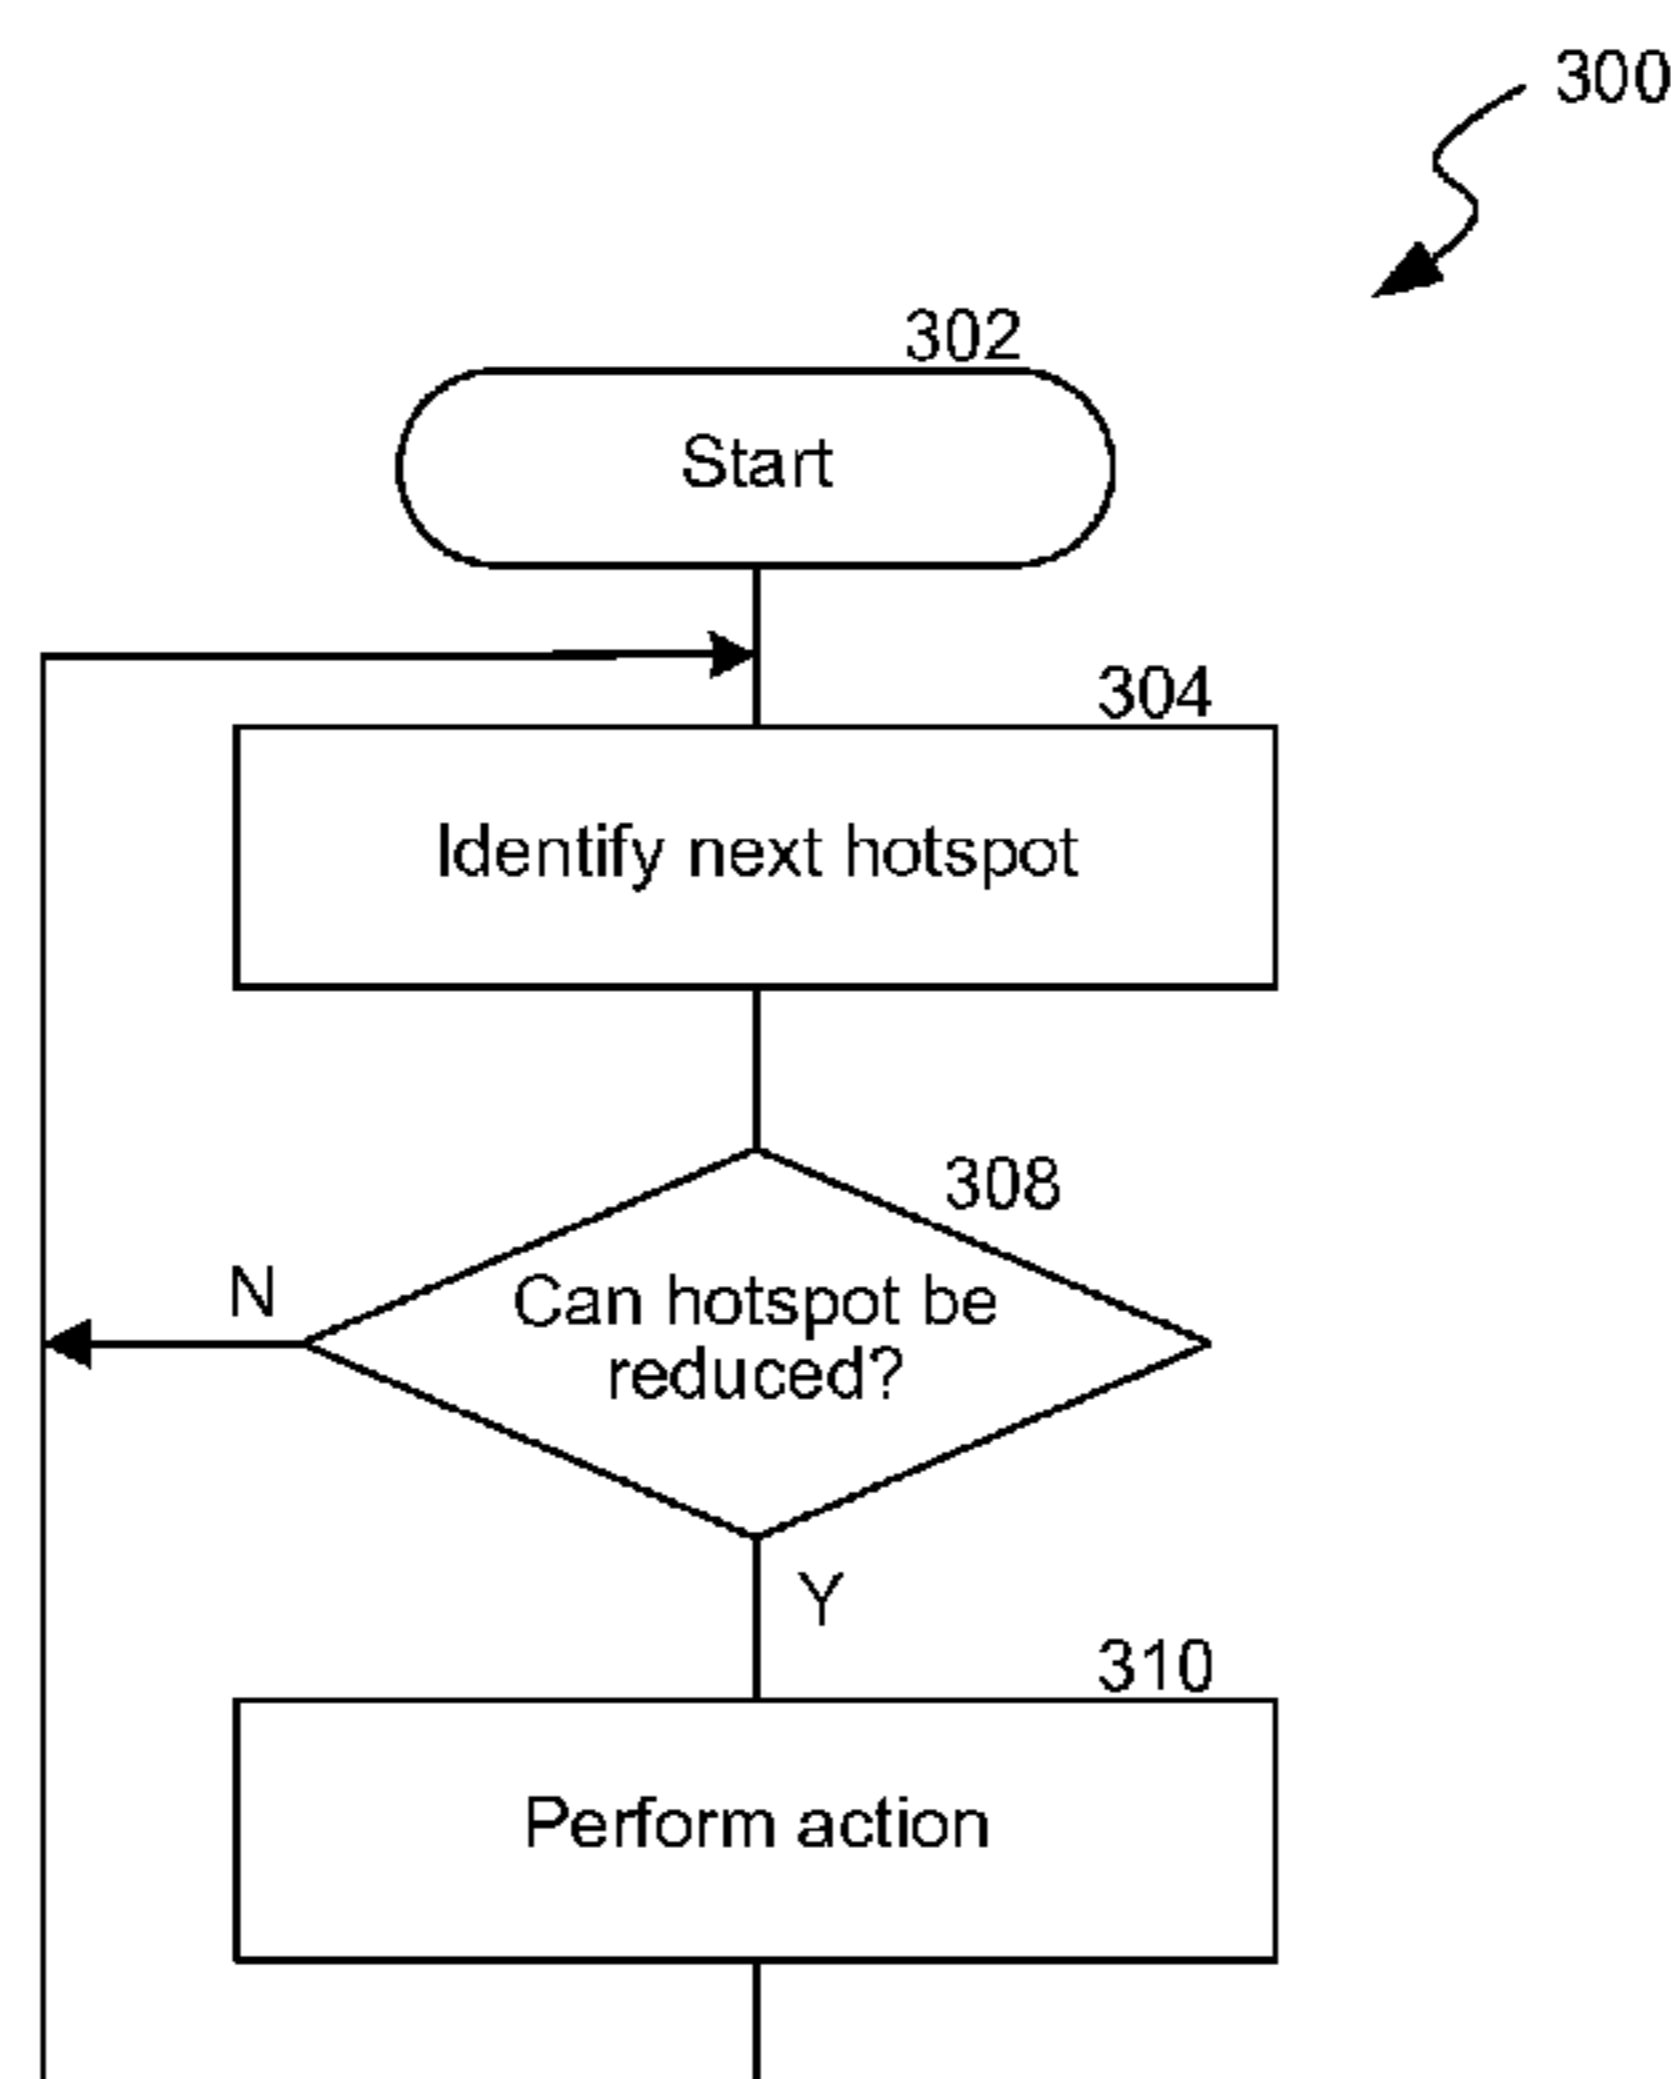 300
302
Start
304
Identify next hotspot
308
Can hotspot be
reduced?
N
Y
310
Perform action